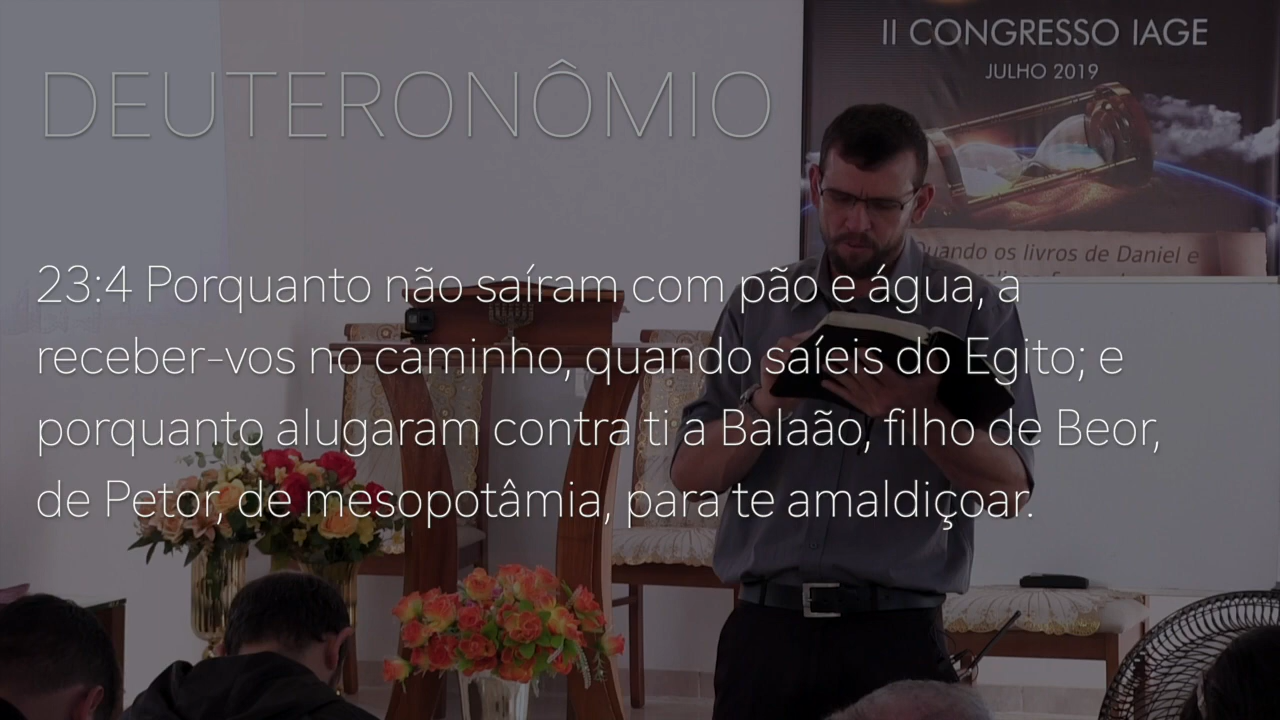 II CONGRESSO IAGE
JULHO 2019
DEUTERONÔMIO
Quando os livros de Daniel e
23:4 Porquanto não saíram com pão e água, a
receber-vos no caminho, quando saíeis do Egito; e
porquanto alugaram contra ti a Balaão, filho de Beor,
de Petor, de mesopotâmia, para te amaldiçoar.